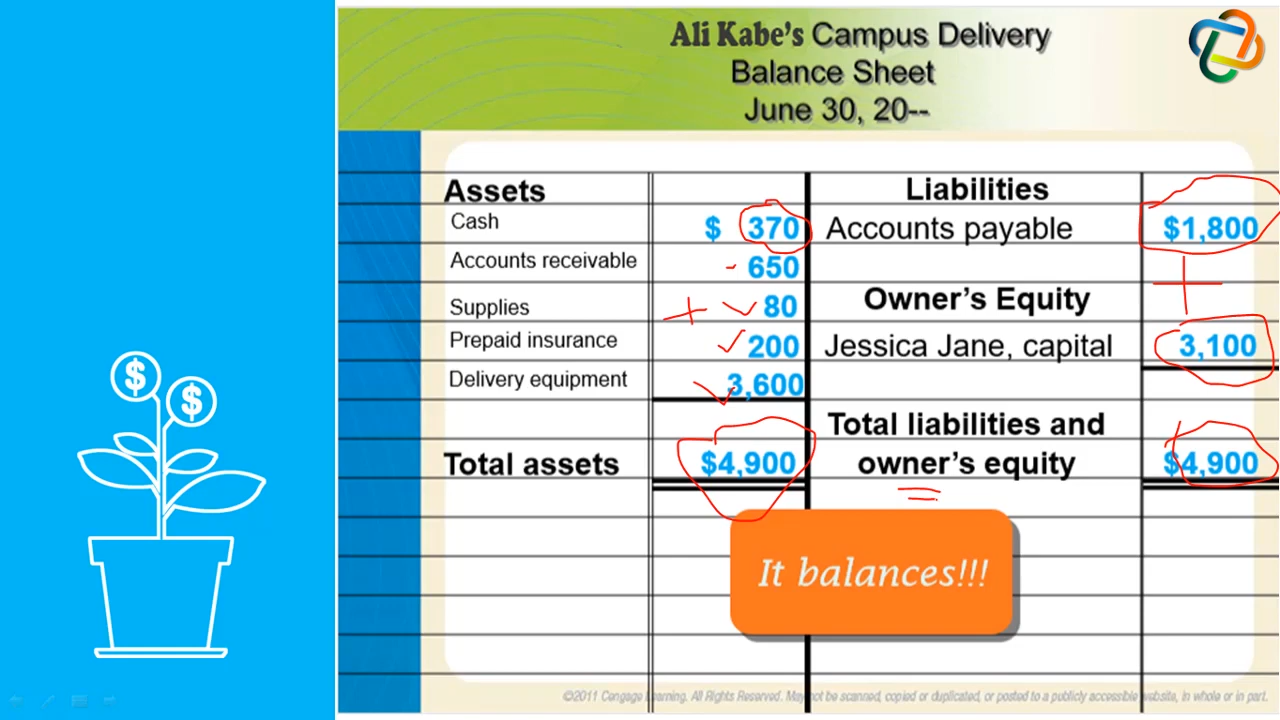 Ali Kabe's Campus Delivery
Balance Sheet
June 30, 20--
Assets
Liabilities
Cash $ 370 Accounts payable $1,800
Accounts receivable 650
Supplies 80 Owner's Equity
Prepaid insurance 200 Jessica Jane, capital 3,100
Delivery equipment 3,600
Total liabilities and
Total assets $4,900 owner's equity $4,900
It balances!!!
$ $
©2011 Cengage Learning. All Rights Reserved. May not be scanned, copied or duplicated, or posted to a publicly accessible website, in whole or in part.